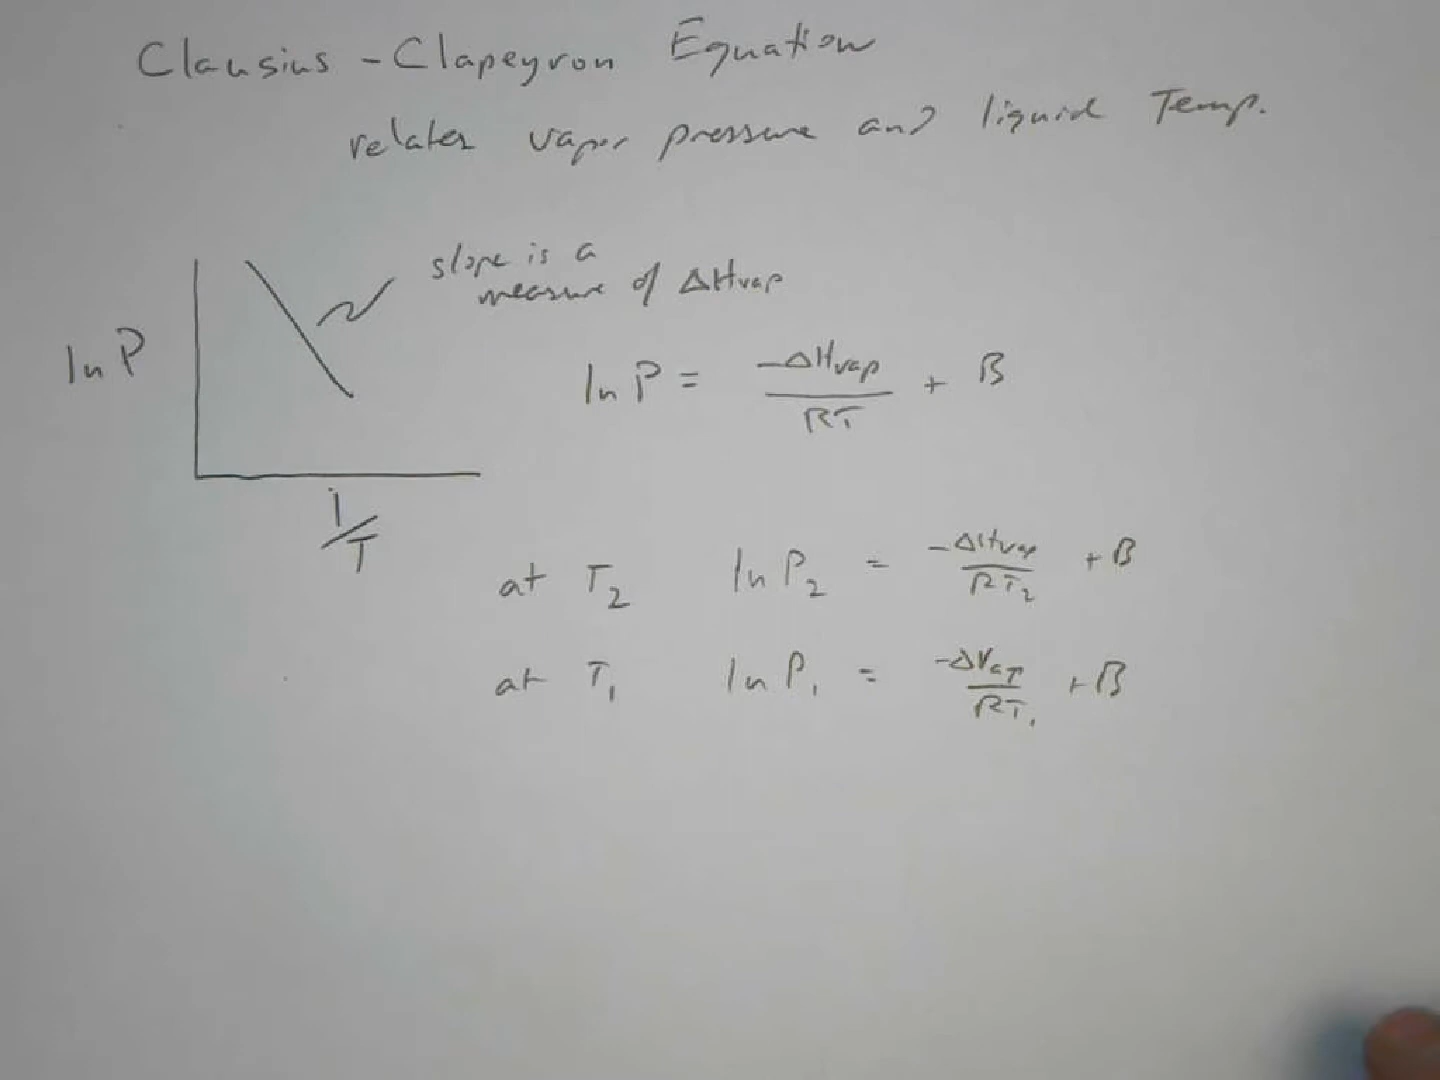 Clausius - Clapeyron Equation
relates vapor pressure and liquid Temp.
slope is a
measure of ΔHvap
ln P
ln P = -ΔHvap / RT + B
1/T
at T₂ ln P₂ = -ΔHvap / RT₂ + B
at T₁ ln P₁ = -ΔVap / RT₁ + B